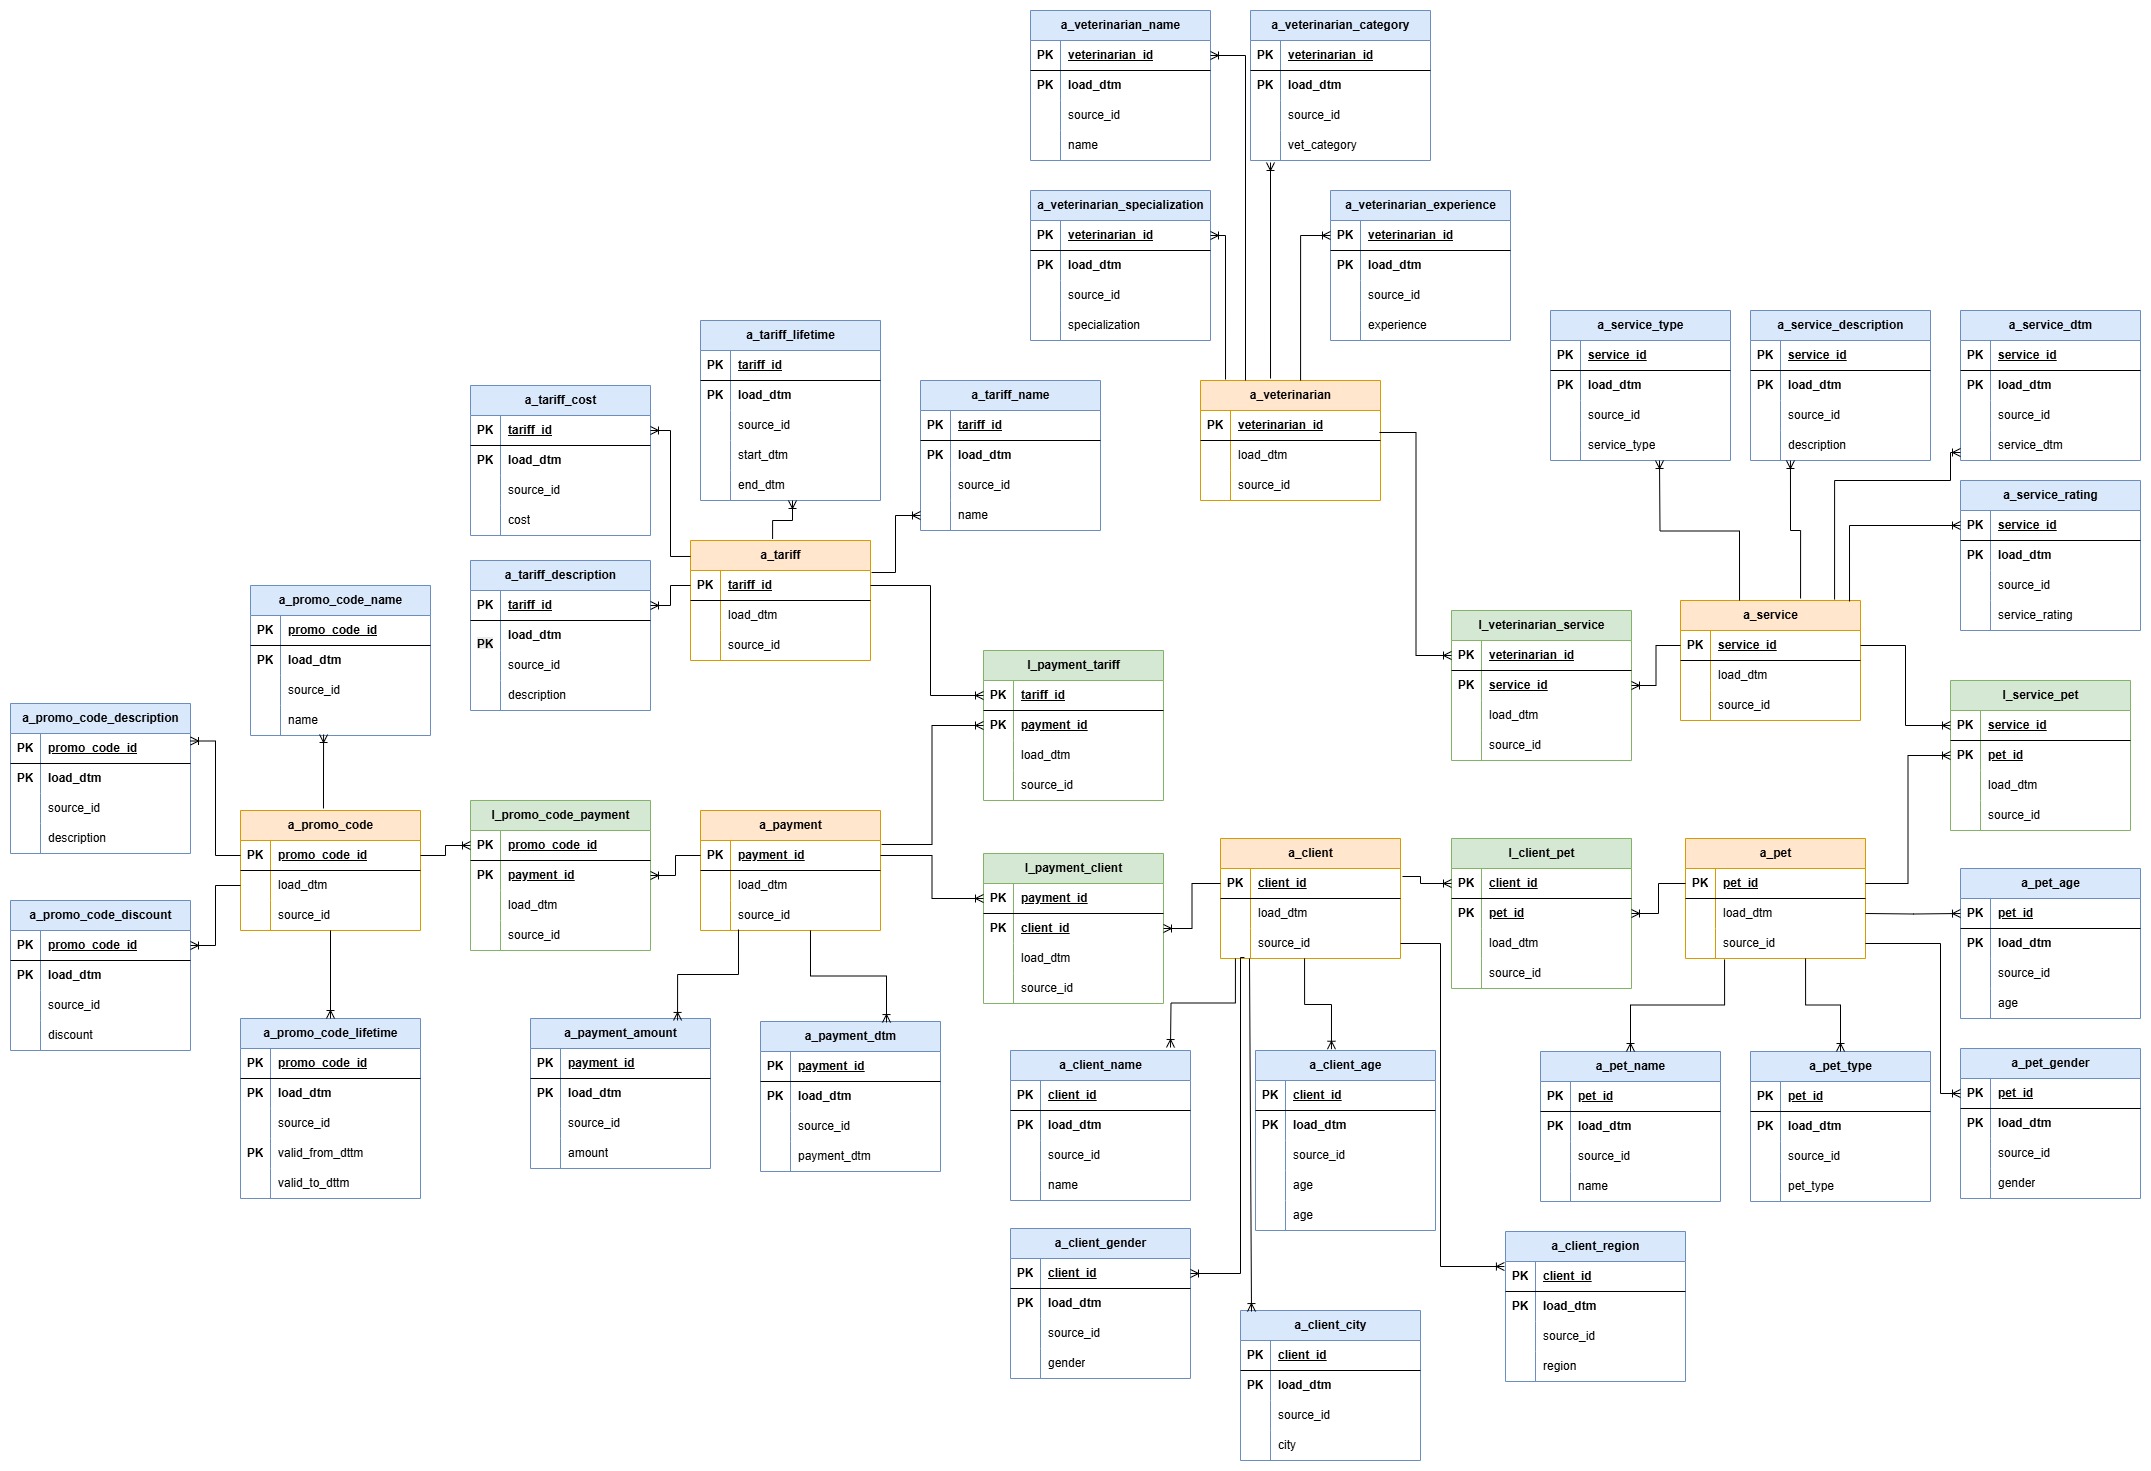 a_veterinarian_name
PK veterinarian_id
PK load_dtm
source_id
name
a_veterinarian_category
PK veterinarian_id
PK load_dtm
source_id
vet_category
a_veterinarian_specialization
PK veterinarian_id
PK load_dtm
source_id
specialization
a_veterinarian_experience
PK veterinarian_id
PK load_dtm
source_id
experience
a_service_type
PK service_id
PK load_dtm
source_id
service_type
a_service_description
PK service_id
PK load_dtm
source_id
description
a_service_dtm
PK service_id
PK load_dtm
source_id
service_dtm
a_tariff_lifetime
PK tariff_id
PK load_dtm
source_id
start_dtm
end_dtm
a_tariff_cost
PK tariff_id
PK load_dtm
source_id
cost
a_tariff_name
PK tariff_id
PK load_dtm
source_id
name
a_veterinarian
PK veterinarian_id
load_dtm
source_id
a_service_rating
PK service_id
PK load_dtm
source_id
service_rating
a_tariff
PK tariff_id
load_dtm
source_id
a_tariff_description
PK tariff_id
PK load_dtm
source_id
description
a_promo_code_name
PK promo_code_id
PK load_dtm
source_id
name
l_veterinarian_service
PK veterinarian_id
PK service_id
load_dtm
source_id
a_service
PK service_id
load_dtm
source_id
l_payment_tariff
PK tariff_id
PK payment_id
load_dtm
source_id
l_service_pet
PK service_id
PK pet_id
load_dtm
source_id
a_promo_code_description
PK promo_code_id
PK load_dtm
source_id
description
a_promo_code
PK promo_code_id
load_dtm
source_id
l_promo_code_payment
PK promo_code_id
PK payment_id
load_dtm
source_id
a_payment
PK payment_id
load_dtm
source_id
l_payment_client
PK payment_id
PK client_id
load_dtm
source_id
a_client
PK client_id
load_dtm
source_id
l_client_pet
PK client_id
PK pet_id
load_dtm
source_id
a_pet
PK pet_id
load_dtm
source_id
a_pet_age
PK pet_id
PK load_dtm
source_id
age
a_promo_code_discount
PK promo_code_id
PK load_dtm
source_id
discount
a_promo_code_lifetime
PK promo_code_id
PK load_dtm
source_id
PK valid_from_dttm
valid_to_dttm
a_payment_amount
PK payment_id
PK load_dtm
source_id
amount
a_payment_dtm
PK payment_id
PK load_dtm
source_id
payment_dtm
a_client_name
PK client_id
PK load_dtm
source_id
name
a_client_age
PK client_id
PK load_dtm
source_id
age
age
a_pet_name
PK pet_id
PK load_dtm
source_id
name
a_pet_type
PK pet_id
PK load_dtm
source_id
pet_type
a_pet_gender
PK pet_id
PK load_dtm
source_id
gender
a_client_gender
PK client_id
PK load_dtm
source_id
gender
a_client_region
PK client_id
PK load_dtm
source_id
region
a_client_city
PK client_id
PK load_dtm
source_id
city